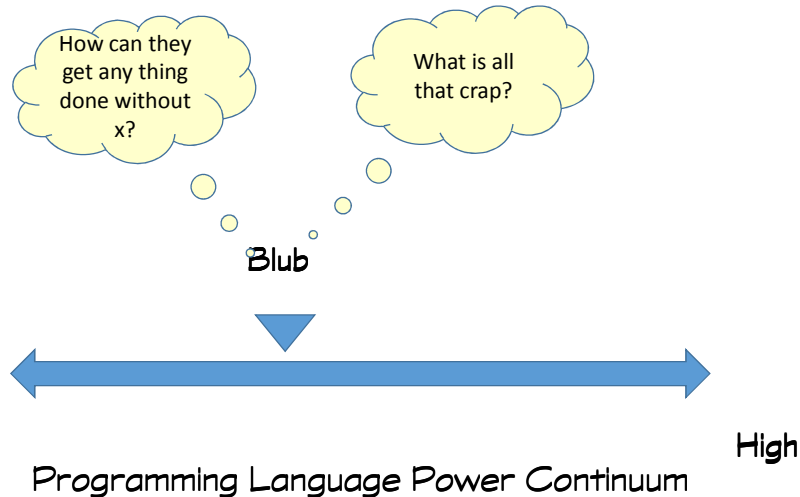 How can they
get any thing
done without
x?
What is all
that crap?
Blub
High
Programming Language Power Continuum